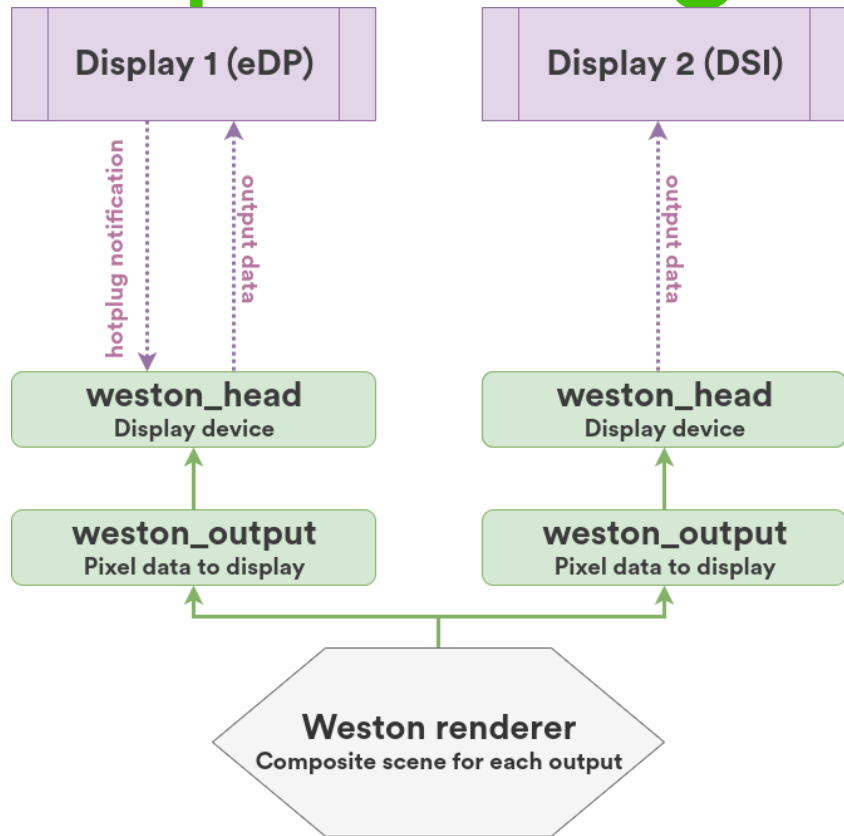 Display 1 (eDP)
Display 2 (DSI)
hotplug notification
output data
output data
weston_head
Display device
weston_head
Display device
weston_output
Pixel data to display
weston_output
Pixel data to display
Weston renderer
Composite scene for each output